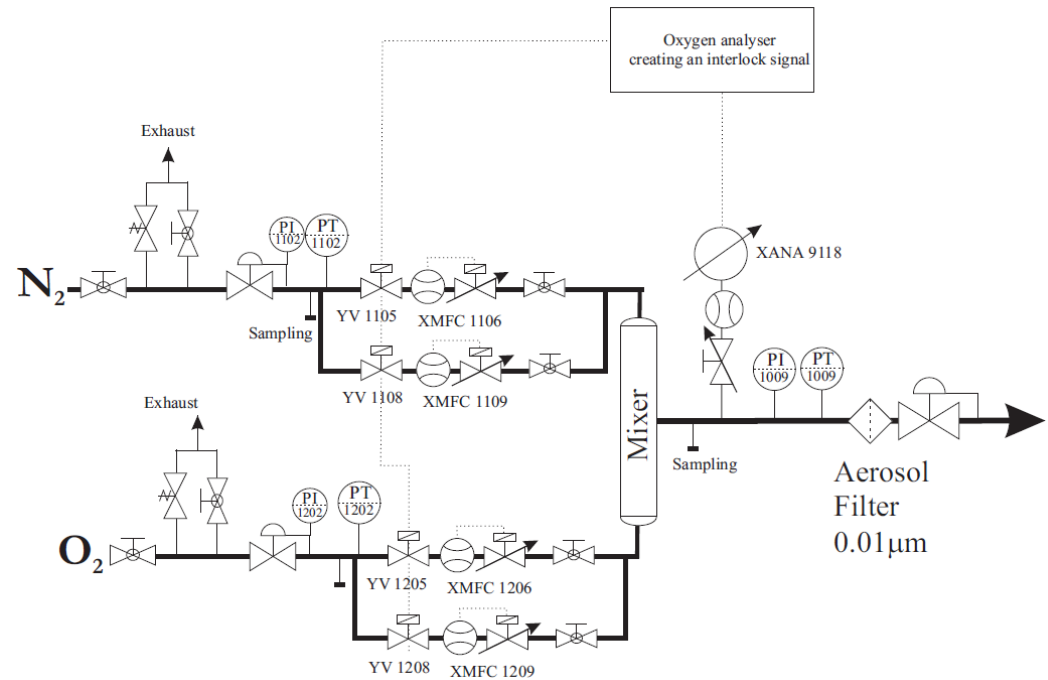 Oxygen analyser
creating an interlock signal
Exhaust
PI
1102
PT
1102
XANA 9118
N2
Sampling
YV 1105
XMFC 1106
YV 1108
XMFC 1109
PI
1009
PT
1009
Mixer
Exhaust
Sampling
PI
1202
PT
1202
Aerosol
Filter
0.01μm
O2
YV 1205
XMFC 1206
YV 1208
XMFC 1209